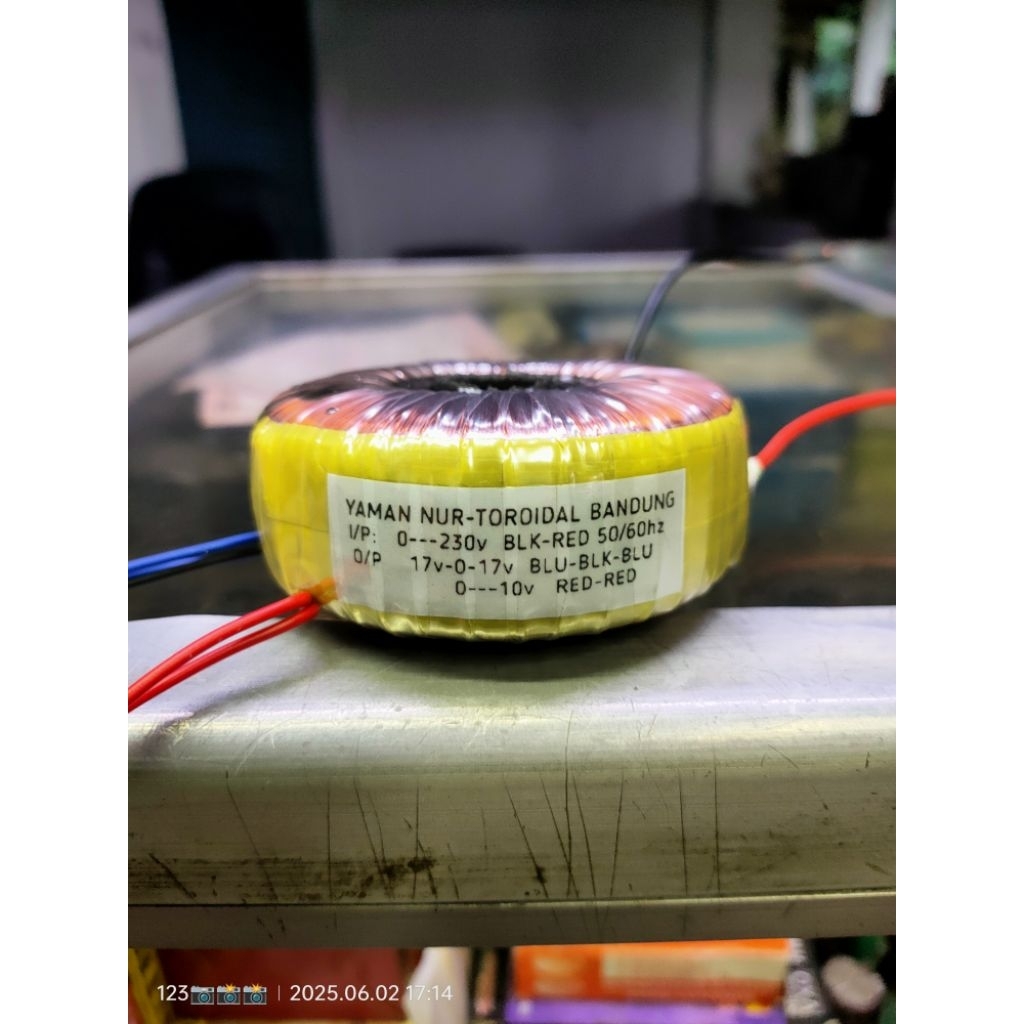 YAMAN NUR-TOROIDAL BANDUNG
I/P: 0---230v BLK-RED 50/60hz
O/P 17v-0-17v BLU-BLK-BLU
0---10v RED-RED
123📷📸📸 | 2025.06.02 17:14